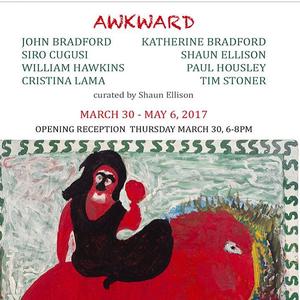 AWKWARD
JOHN BRADFORD KATHERINE BRADFORD
SIRO CUGUSI SHAUN ELLISON
WILLIAM HAWKINS PAUL HOUSLEY
CRISTINA LAMA TIM STONER
curated by Shaun Ellison
MARCH 30 - MAY 6, 2017
OPENING RECEPTION THURSDAY MARCH 30, 6-8PM